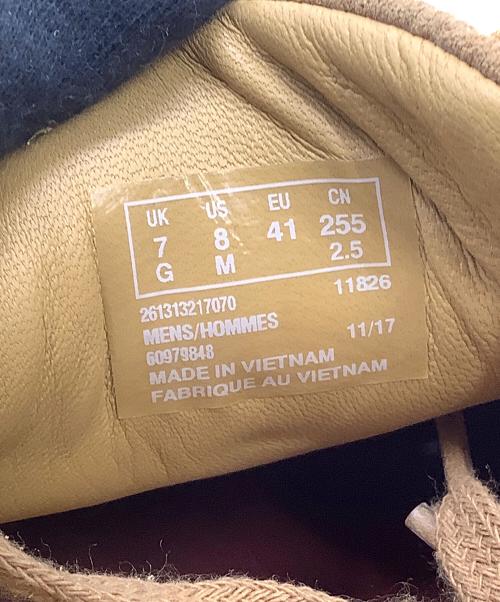 UK US EU CN
7 8 41 255
G M 2.5
261313217070 11826
MENS/HOMMES 11/17
60979848
MADE IN VIETNAM
FABRIQUE AU VIETNAM